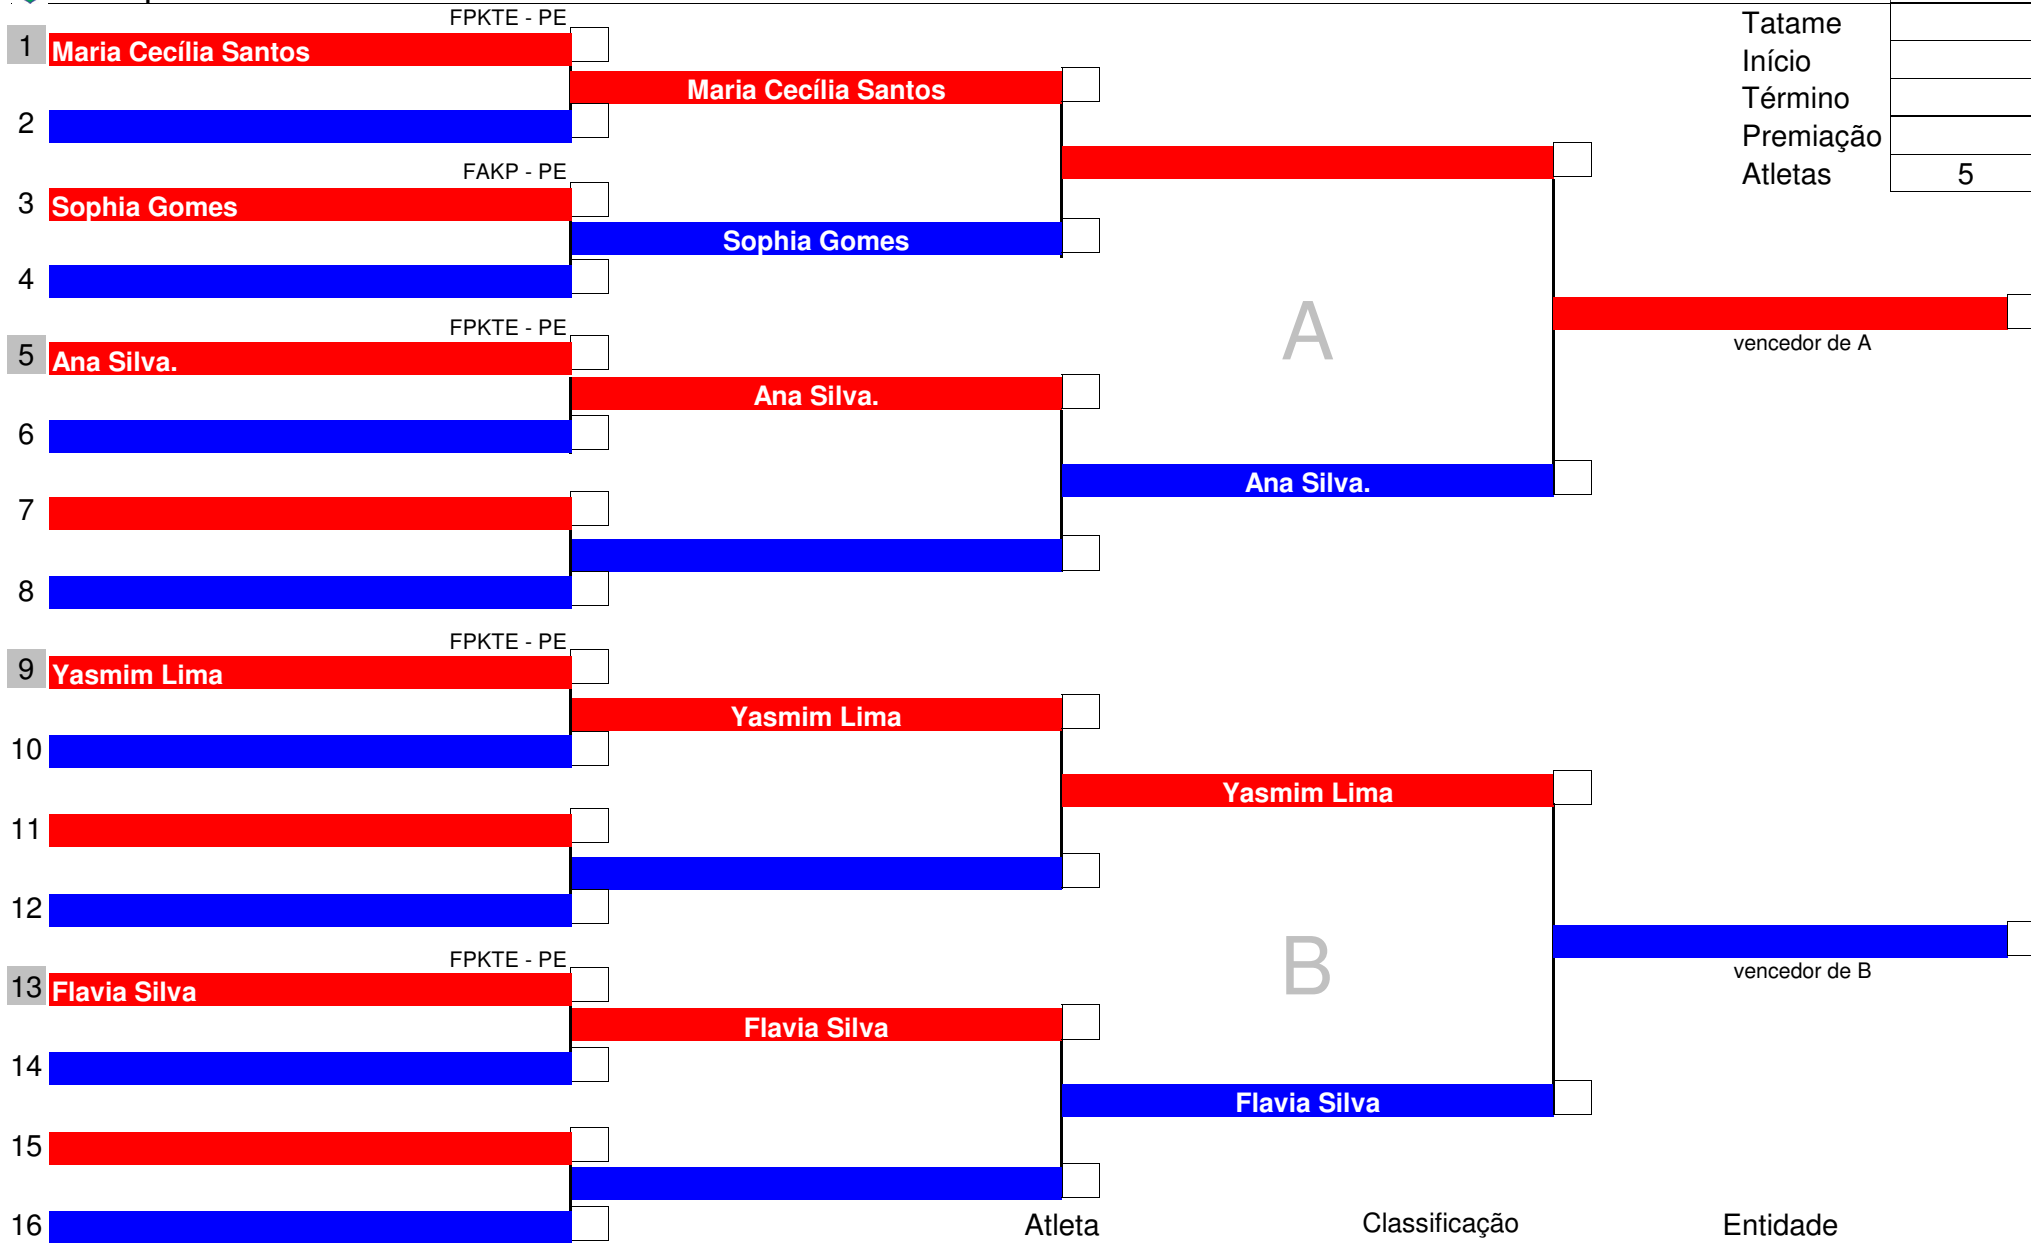 FPKTE - PE
Tatame
1 Maria Cecília Santos
Início
Maria Cecília Santos
Término
2
Premiação
FAKP - PE
Atletas 5
3 Sophia Gomes
Sophia Gomes
4
FPKTE - PE
A
vencedor de A
5 Ana Silva.
Ana Silva.
6
Ana Silva.
7
8
FPKTE - PE
9 Yasmim Lima
Yasmim Lima
10
Yasmim Lima
11
12
FPKTE - PE
B
vencedor de B
13 Flavia Silva
Flavia Silva
14
Flavia Silva
15
16
Atleta Classificação Entidade